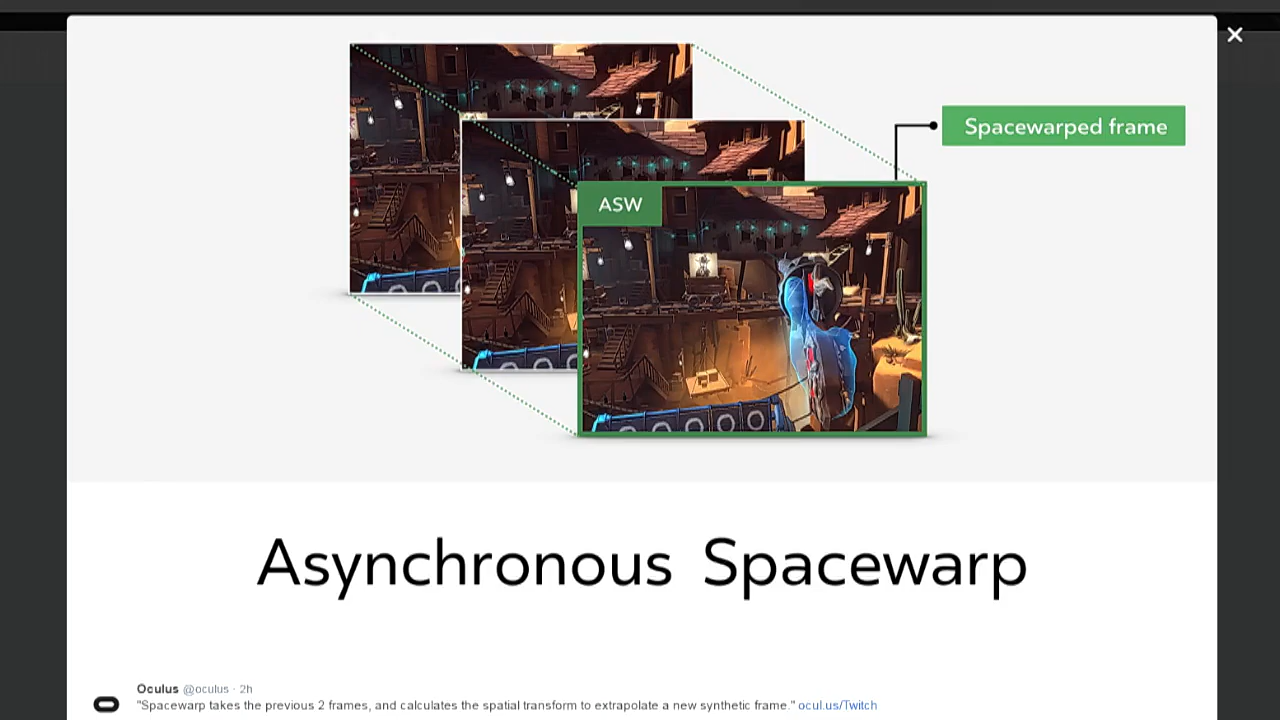 Spacewarped frame
ASW
Asynchronous Spacewarp
Oculus @oculus · 2h
"Spacewarp takes the previous 2 frames, and calculates the spatial transform to extrapolate a new synthetic frame." ocul.us/Twitch